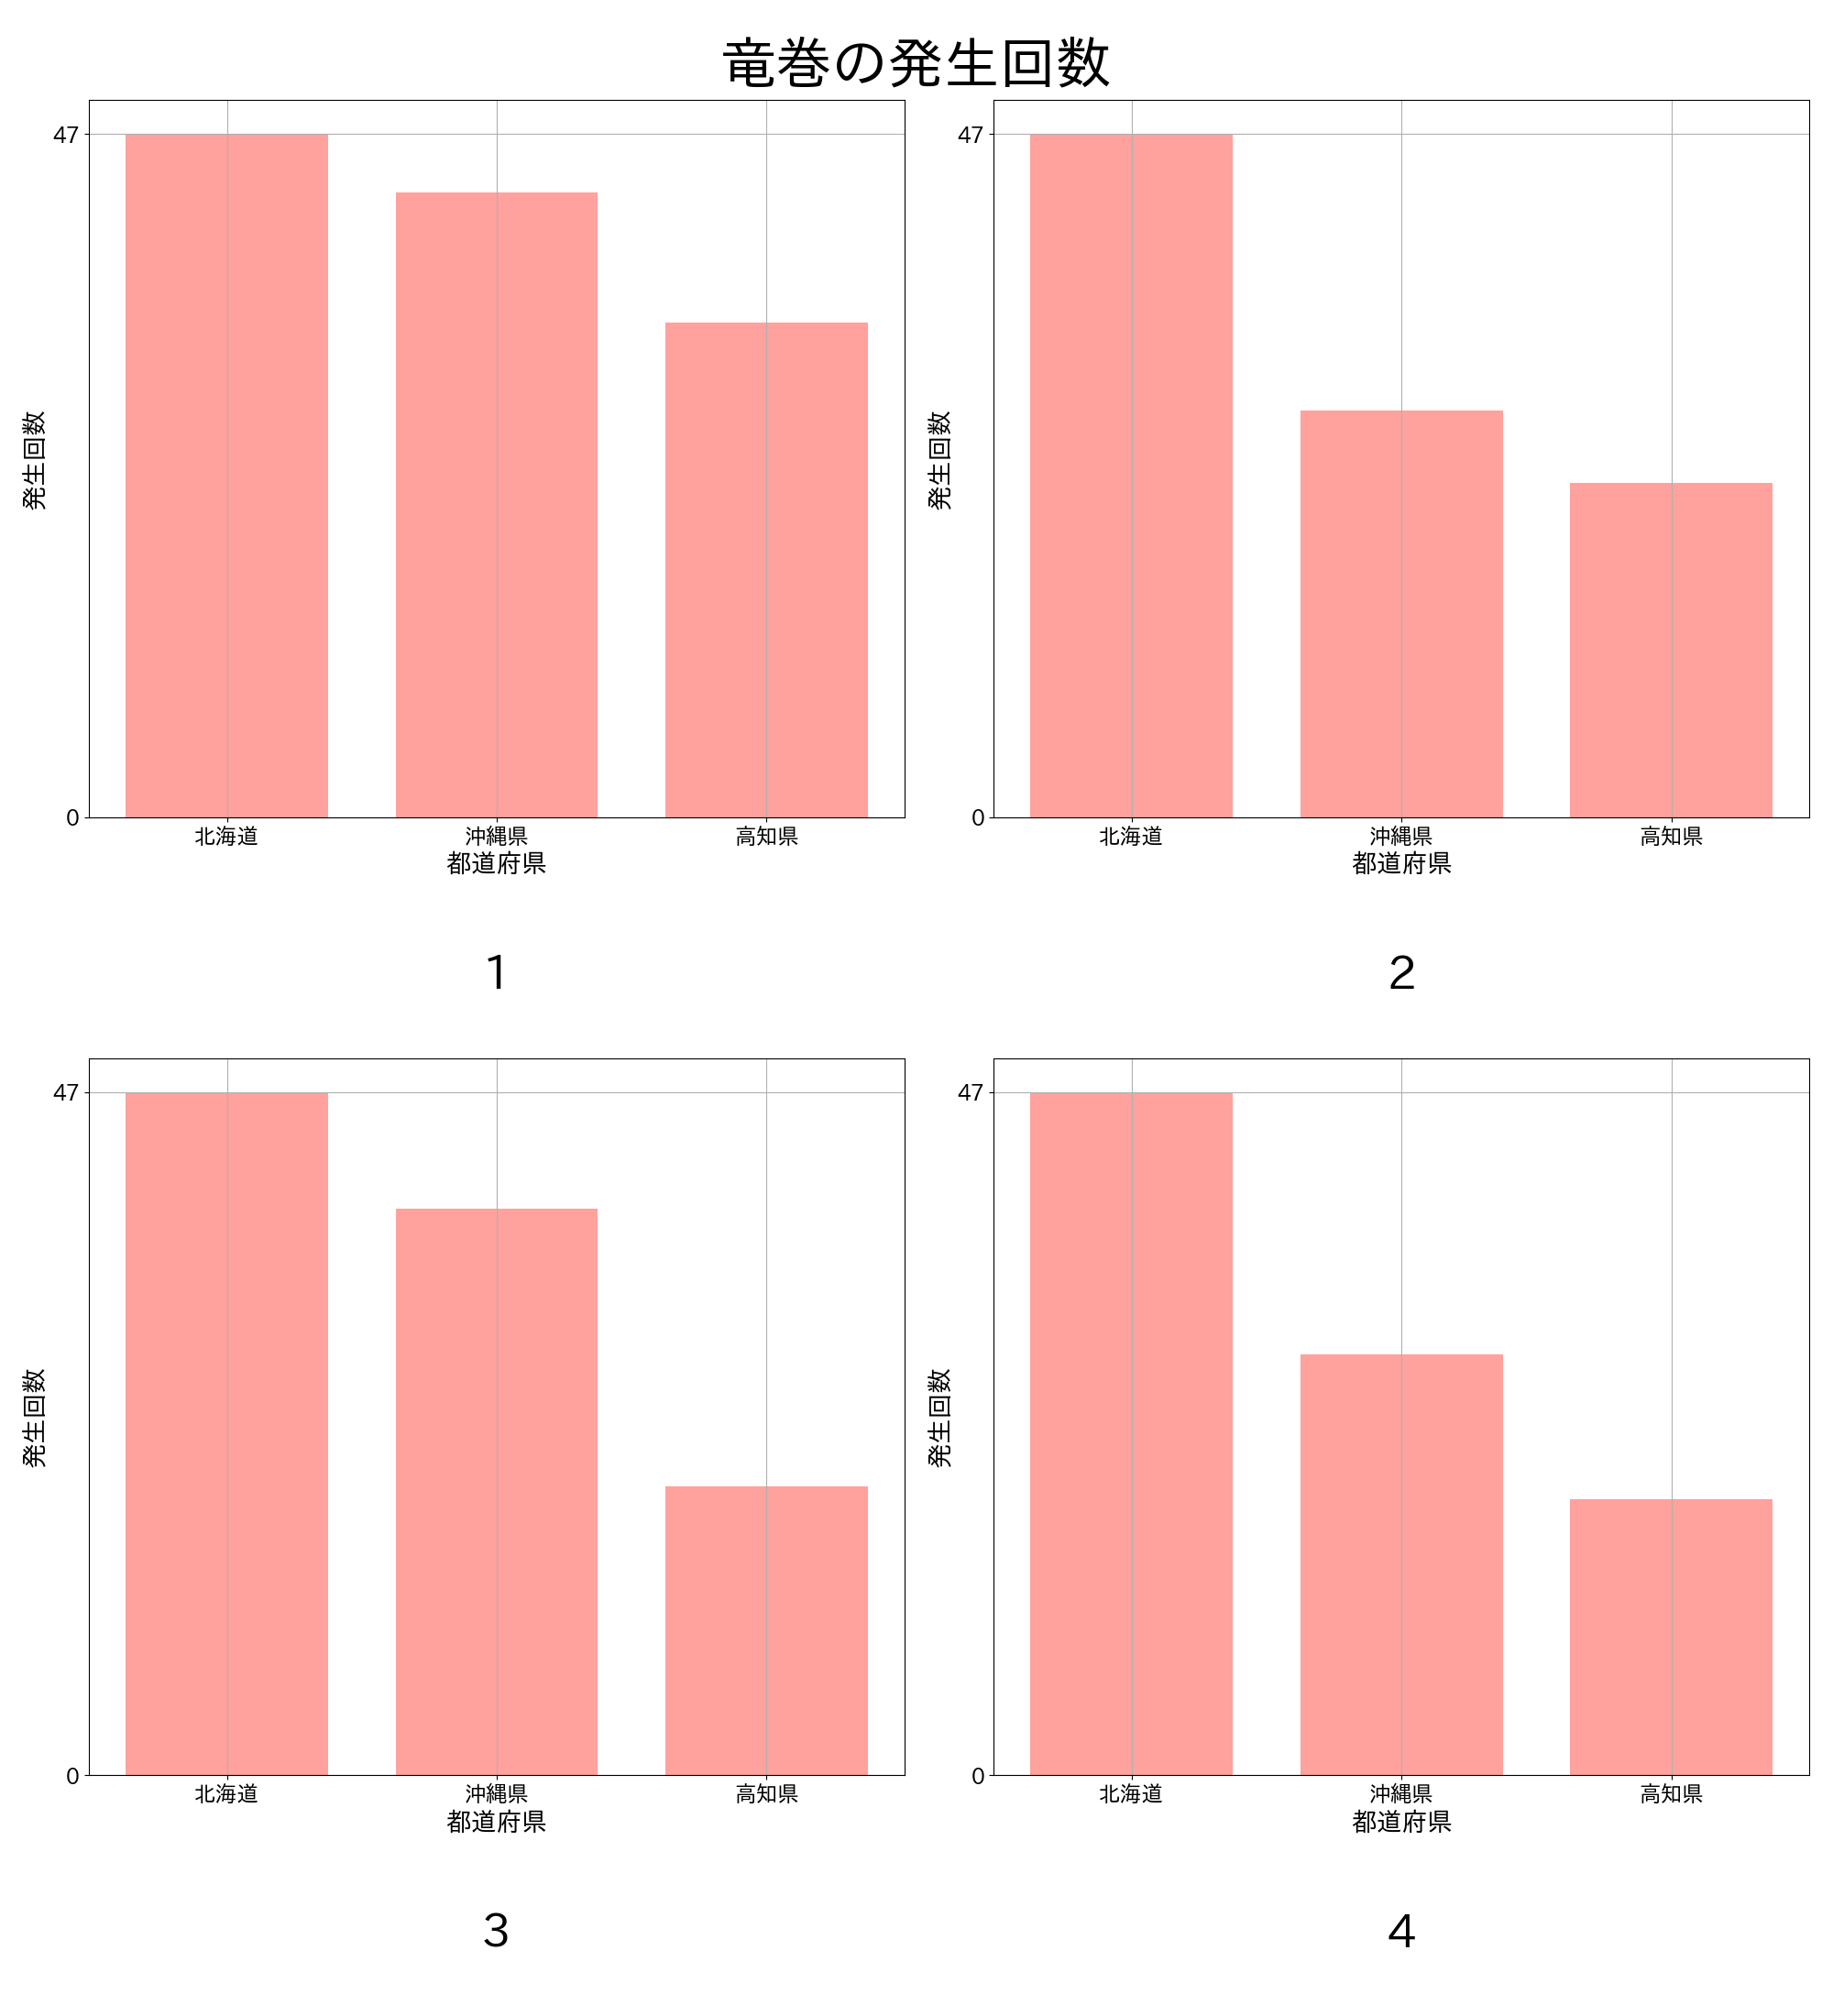 竜巻の発生回数
47
0
発生回数
北海道 沖縄県 高知県
都道府県
1
47
0
発生回数
北海道 沖縄県 高知県
都道府県
2
47
0
発生回数
北海道 沖縄県 高知県
都道府県
3
47
0
発生回数
北海道 沖縄県 高知県
都道府県
4